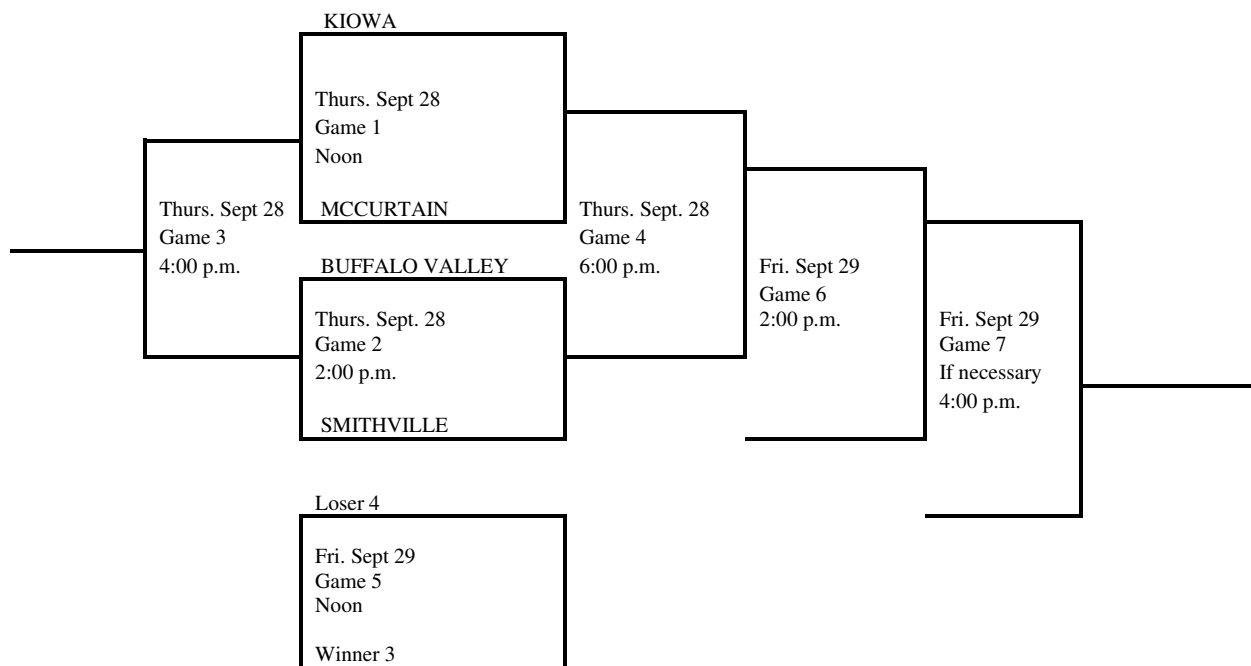 KIOWA
Thurs. Sept 28
Game 1
Noon
MCCURTAIN
Thurs. Sept 28
Game 3
4:00 p.m.
BUFFALO VALLEY
Thurs. Sept. 28
Game 2
2:00 p.m.
SMITHVILLE
Thurs. Sept. 28
Game 4
6:00 p.m.
Fri. Sept 29
Game 6
2:00 p.m.
Fri. Sept 29
Game 7
If necessary
4:00 p.m.
Loser 4
Fri. Sept 29
Game 5
Noon
Winner 3